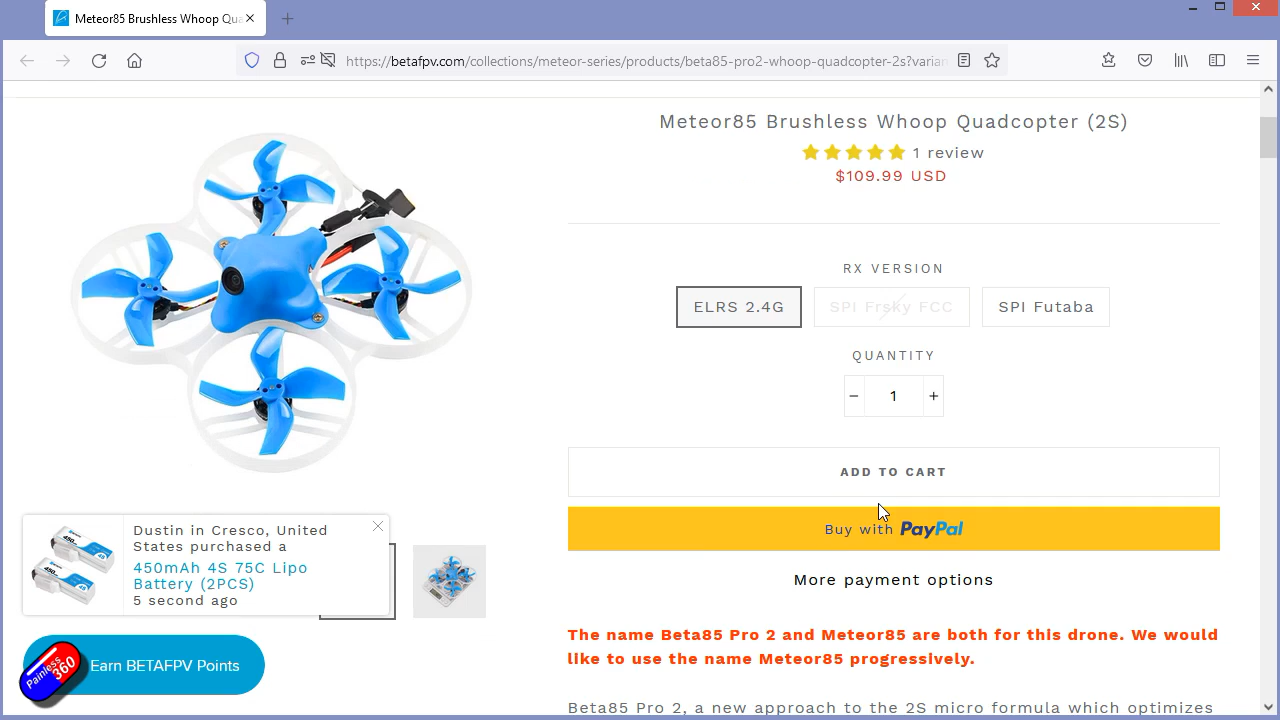 Meteor85 Brushless Whoop Qua
https://betafpv.com/collections/meteor-series/products/beta85-pro2-whoop-quadcopter-2s?varian
Meteor85 Brushless Whoop Quadcopter (2S)
1 review
$109.99 USD
RX VERSION
ELRS 2.4G
SPI Frsky FCC
SPI Futaba
QUANTITY
− 1 +
ADD TO CART
Buy with PayPal
More payment options
The name Beta85 Pro 2 and Meteor85 are both for this drone. We would
like to use the name Meteor85 progressively.
Beta85 Pro 2, a new approach to the 2S micro formula which optimizes
Dustin in Cresco, United
States purchased a
450mAh 4S 75C Lipo
Battery (2PCS)
5 second ago
Earn BETAFPV Points
Painless
360